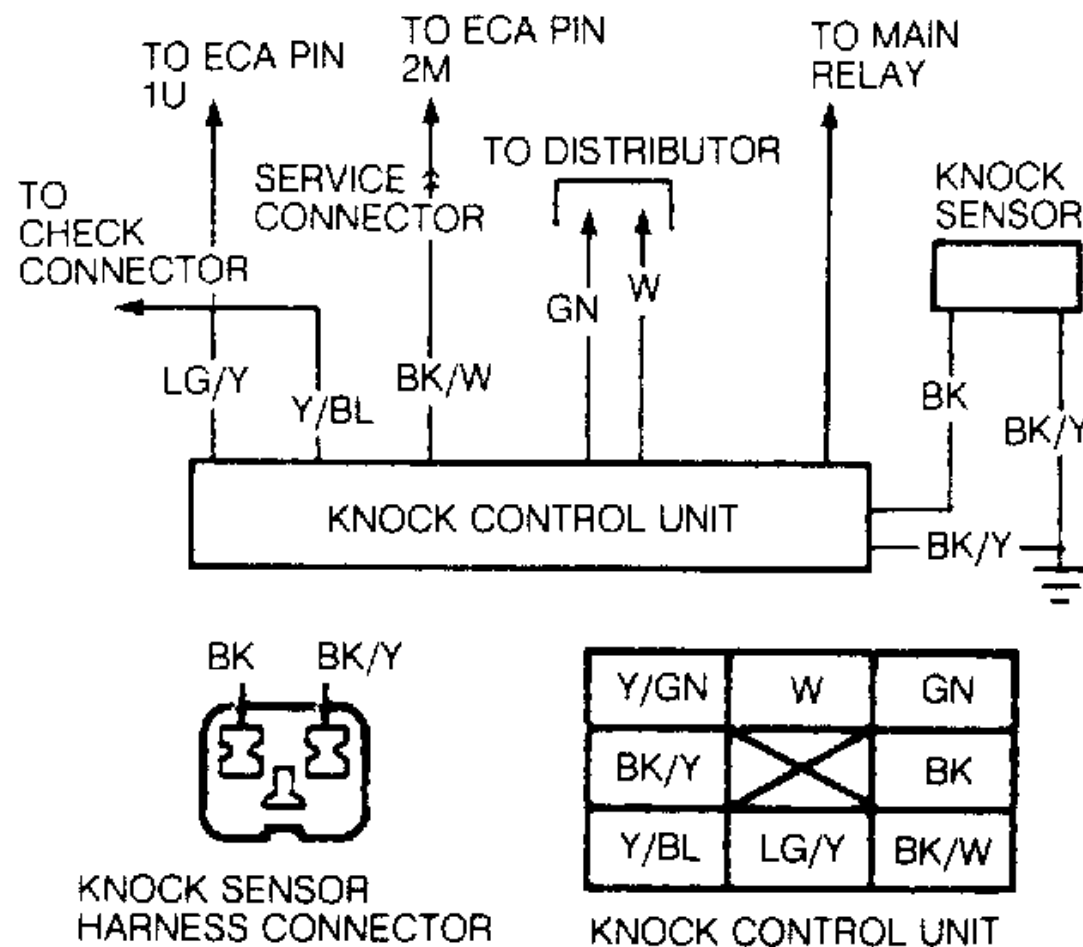 TO ECA PIN
1U
TO ECA PIN
2M
TO MAIN
RELAY
TO DISTRIBUTOR
TO
CHECK
CONNECTOR
SERVICE
CONNECTOR
KNOCK
SENSOR
GN
W
LG/Y
Y/BL
BK/W
BK
BK/Y
KNOCK CONTROL UNIT
BK/Y
BK BK/Y
Y/GN W GN
BK/Y BK
Y/BL LG/Y BK/W
KNOCK SENSOR
HARNESS CONNECTOR
KNOCK CONTROL UNIT